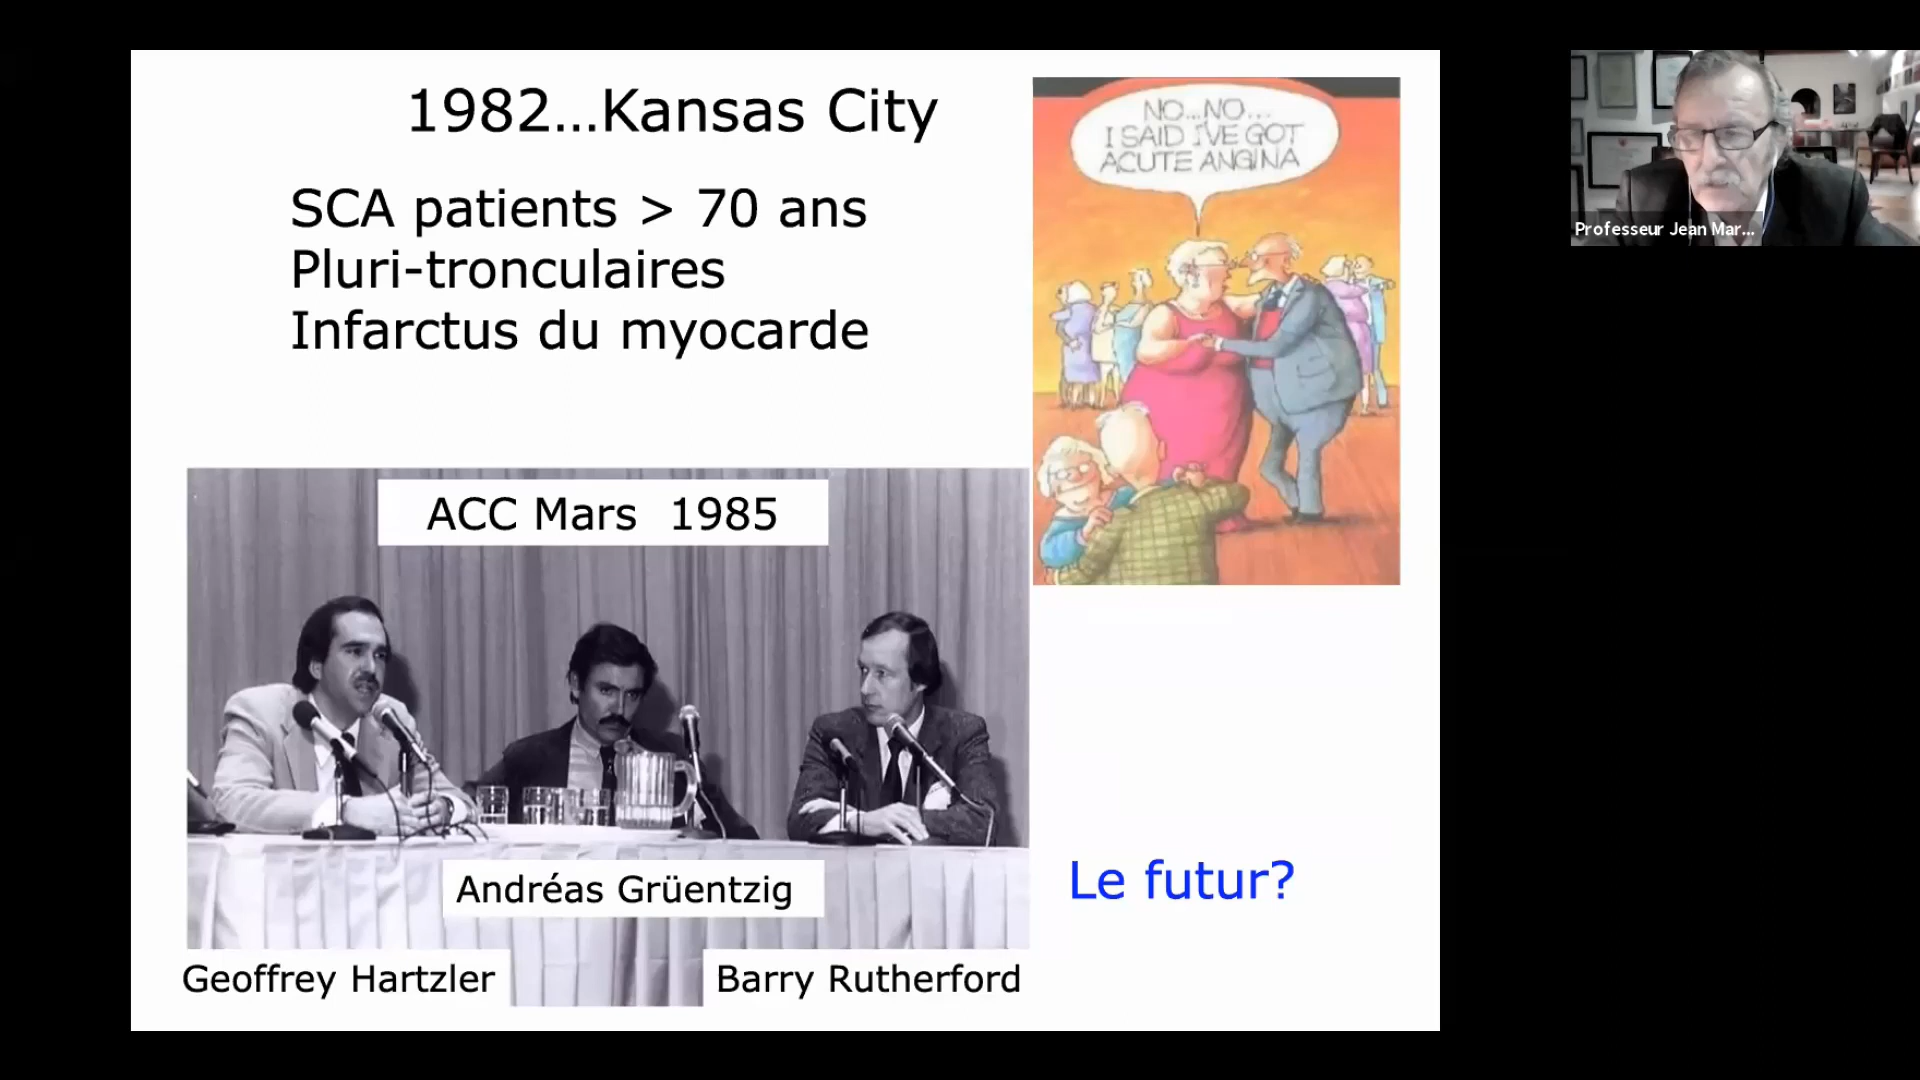 1982...Kansas City
SCA patients > 70 ans
Pluri-tronculaires
Infarctus du myocarde
NO...NO...
I SAID I'VE GOT
ACUTE ANGINA
Professeur Jean Mar...
ACC Mars 1985
Andréas Grüentzig
Geoffrey Hartzler
Barry Rutherford
Le futur?